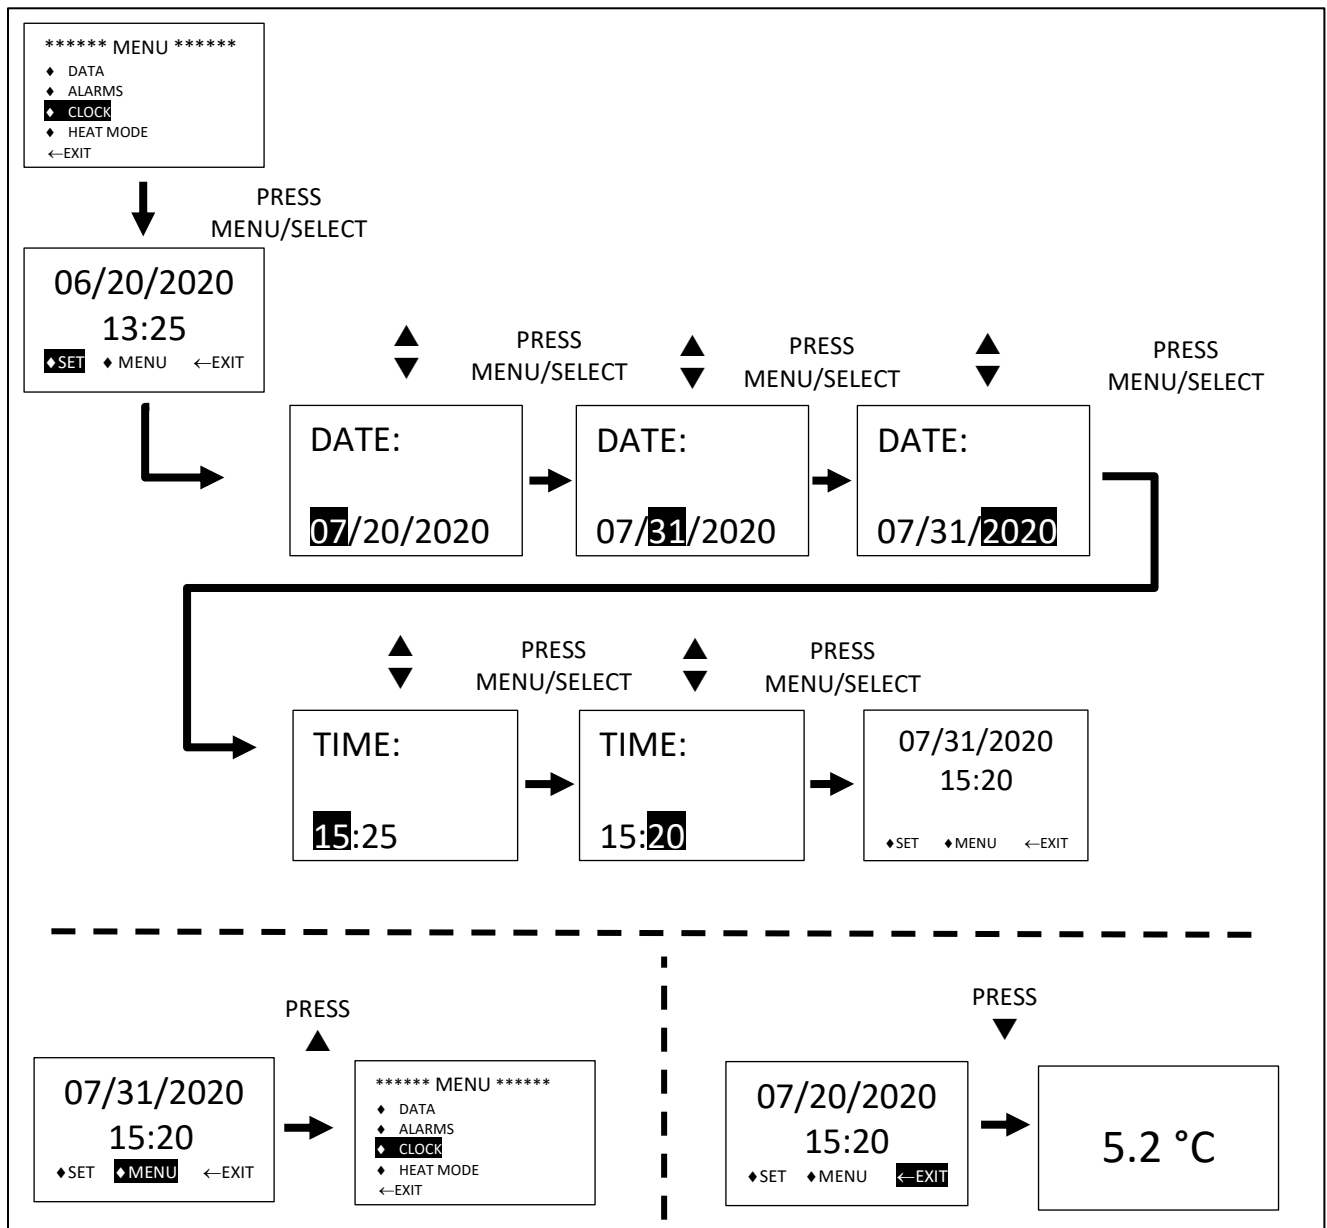 ****** MENU ******
♦ DATA
♦ ALARMS
♦ CLOCK
♦ HEAT MODE
←EXIT
PRESS
MENU/SELECT
06/20/2020
13:25
♦SET ♦ MENU ←EXIT
▲
▼
PRESS
MENU/SELECT
▲
▼
PRESS
MENU/SELECT
▲
▼
PRESS
MENU/SELECT
DATE:
07/20/2020
DATE:
07/31/2020
DATE:
07/31/2020
▲
▼
PRESS
MENU/SELECT
▲
▼
PRESS
MENU/SELECT
TIME:
15:25
TIME:
15:20
07/31/2020
15:20
♦SET ♦MENU ←EXIT
PRESS
▲
07/31/2020
15:20
♦SET ♦MENU ←EXIT
****** MENU ******
♦ DATA
♦ ALARMS
♦ CLOCK
♦ HEAT MODE
←EXIT
PRESS
▼
07/20/2020
15:20
♦SET ♦MENU ←EXIT
5.2 °C